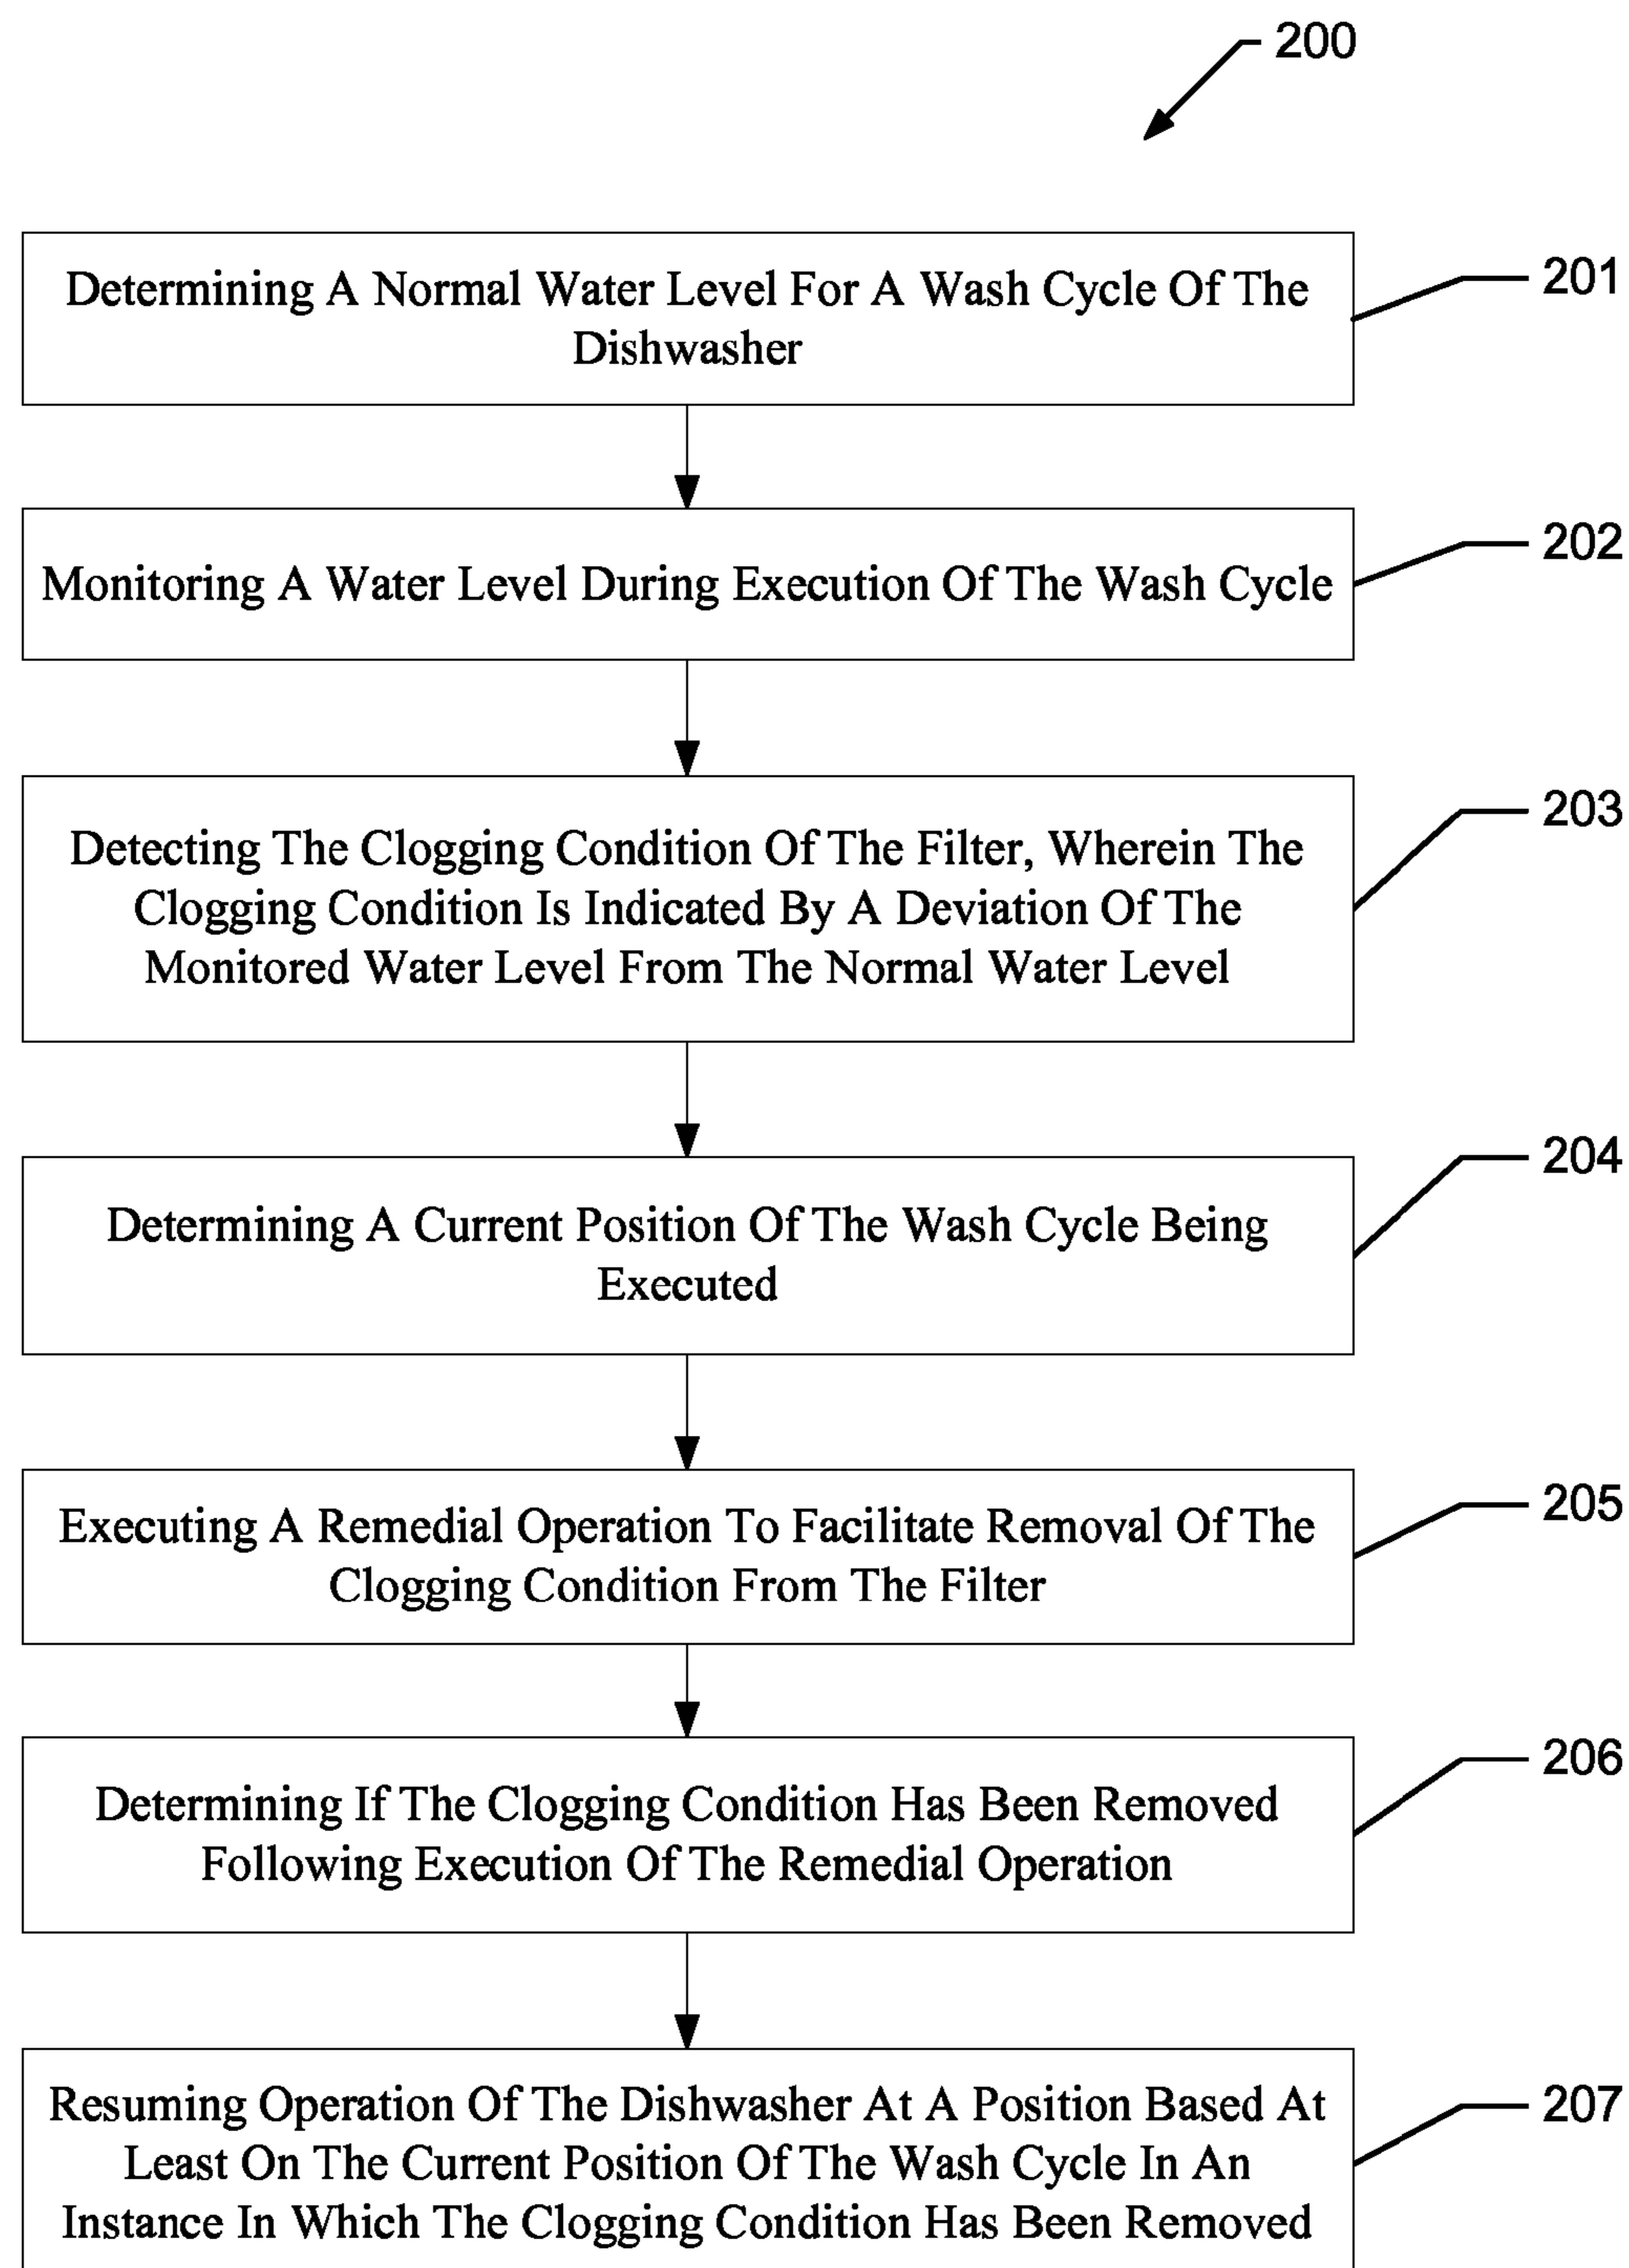 200
Determining A Normal Water Level For A Wash Cycle Of The
Dishwasher
201
Monitoring A Water Level During Execution Of The Wash Cycle
202
Detecting The Clogging Condition Of The Filter, Wherein The
Clogging Condition Is Indicated By A Deviation Of The
Monitored Water Level From The Normal Water Level
203
Determining A Current Position Of The Wash Cycle Being
Executed
204
Executing A Remedial Operation To Facilitate Removal Of The
Clogging Condition From The Filter
205
Determining If The Clogging Condition Has Been Removed
Following Execution Of The Remedial Operation
206
Resuming Operation Of The Dishwasher At A Position Based At
Least On The Current Position Of The Wash Cycle In An
Instance In Which The Clogging Condition Has Been Removed
207